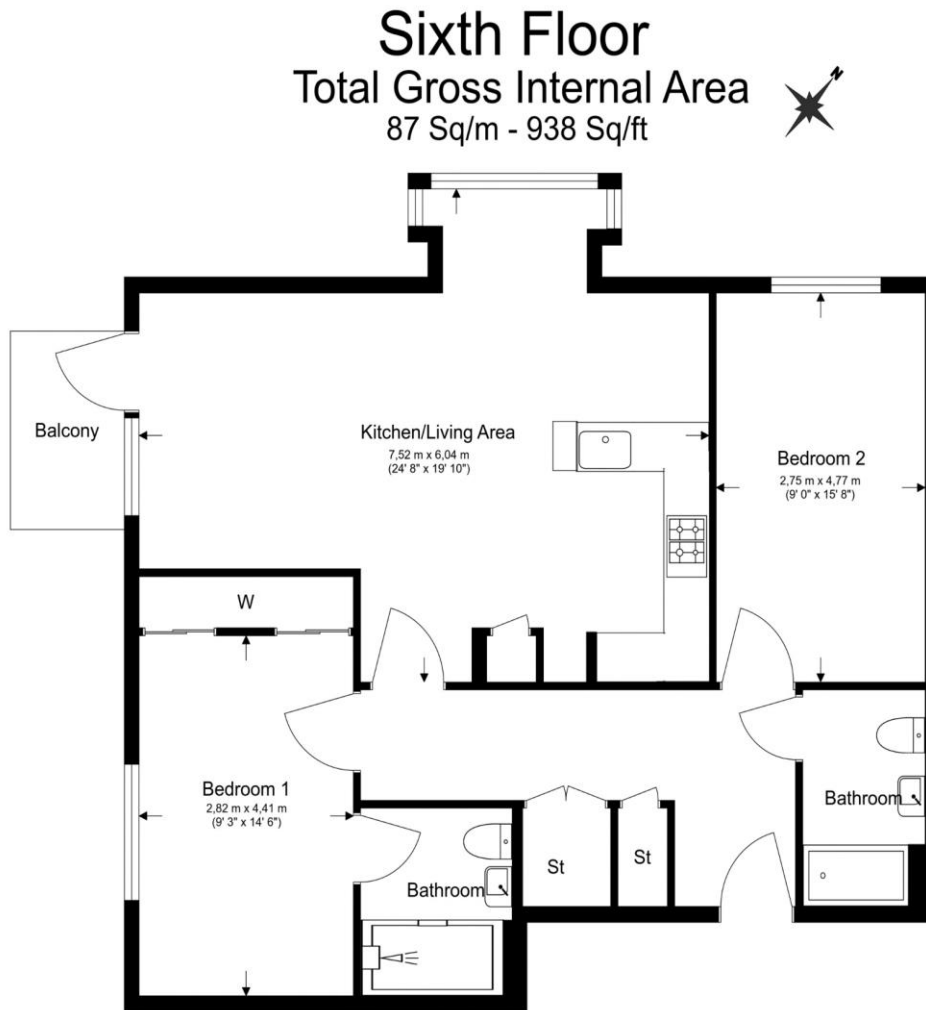 Sixth Floor
Total Gross Internal Area
87 Sq/m - 938 Sq/ft
N
Balcony
Kitchen/Living Area
7,52 m x 6,04 m
(24' 8" x 19' 10")
Bedroom 2
2,75 m x 4,77 m
(9' 0" x 15' 8")
W
Bedroom 1
2,82 m x 4,41 m
(9' 3" x 14' 6")
Bathroom
St
St
Bathroom